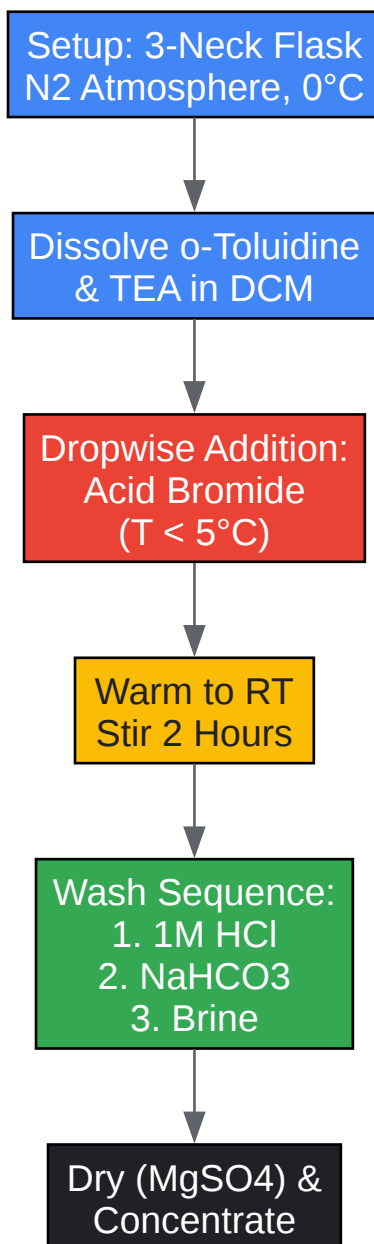 Setup: 3-Neck Flask
N2 Atmosphere, 0°C
Dissolve o-Toluidine
& TEA in DCM
Dropwise Addition:
Acid Bromide
(T < 5°C)
Warm to RT
Stir 2 Hours
Wash Sequence:
1. 1M HCl
2. NaHCO3
3. Brine
Dry (MgSO4) &
Concentrate